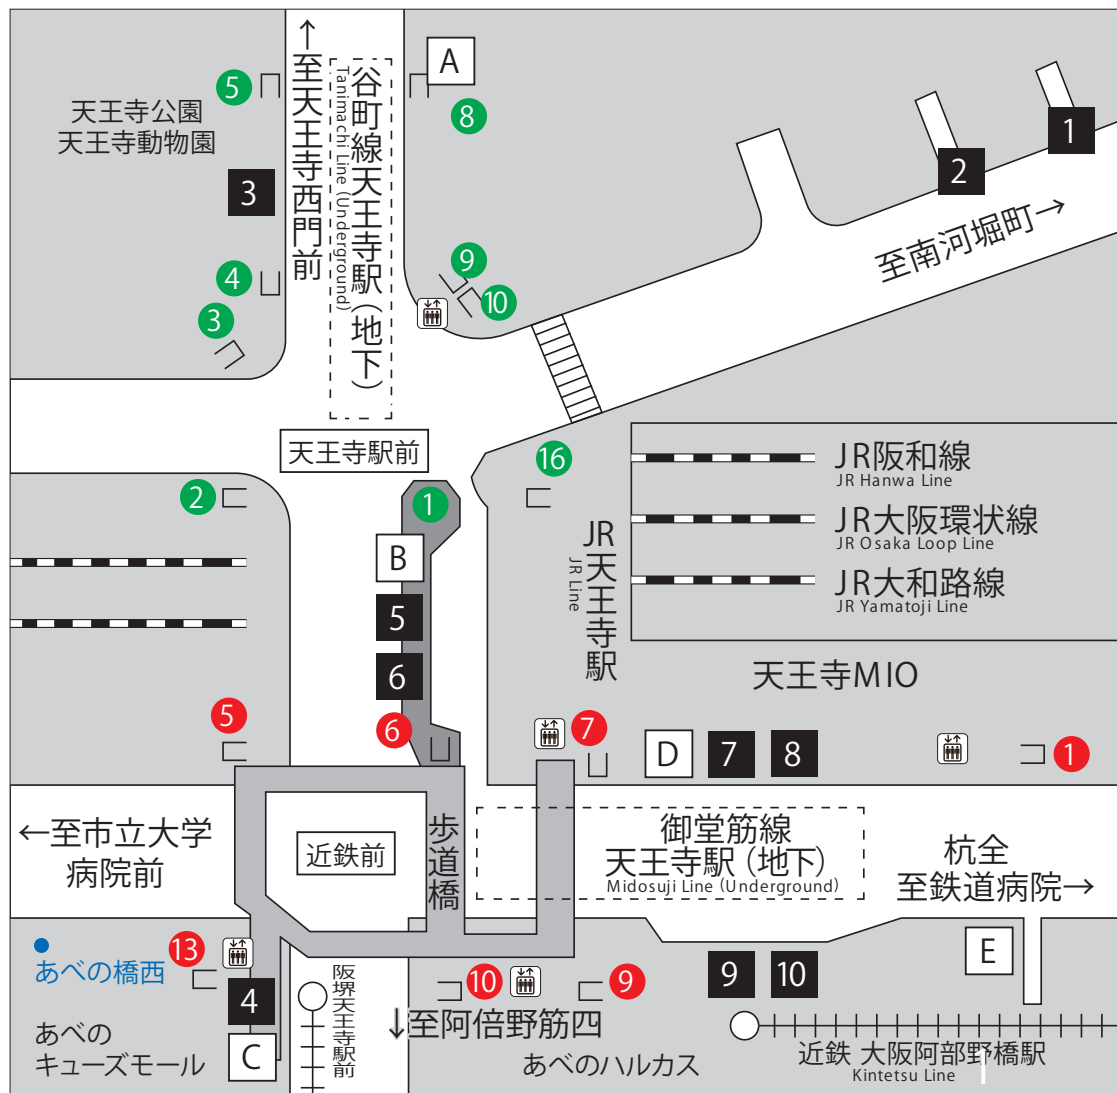 ↑至天王寺西門前
谷町線天王寺駅（地下）
Tanimachi Line (Underground)
A
5
8
天王寺公園
天王寺動物園
3
1
2
至南河堀町→
4
3
9
10
天王寺駅前
16
2
1
JR阪和線
JR Hanwa Line
JR大阪環状線
JR Osaka Loop Line
JR大和路線
JR Yamatoji Line
JR天王寺駅
JR Line
B
5
6
天王寺MIO
5
6
7
D
7
8
1
←至市立大学
病院前
近鉄前
歩道橋
御堂筋線
天王寺駅（地下）
Midosuji Line (Underground)
杭全
至鉄道病院→
あべの橋西
13
4
C
あべの
キューズモール
阪堺天王寺駅前
10
9
↓至阿倍野筋四
あべのハルカス
9
10
E
近鉄 大阪阿部野橋駅
Kintetsu Line